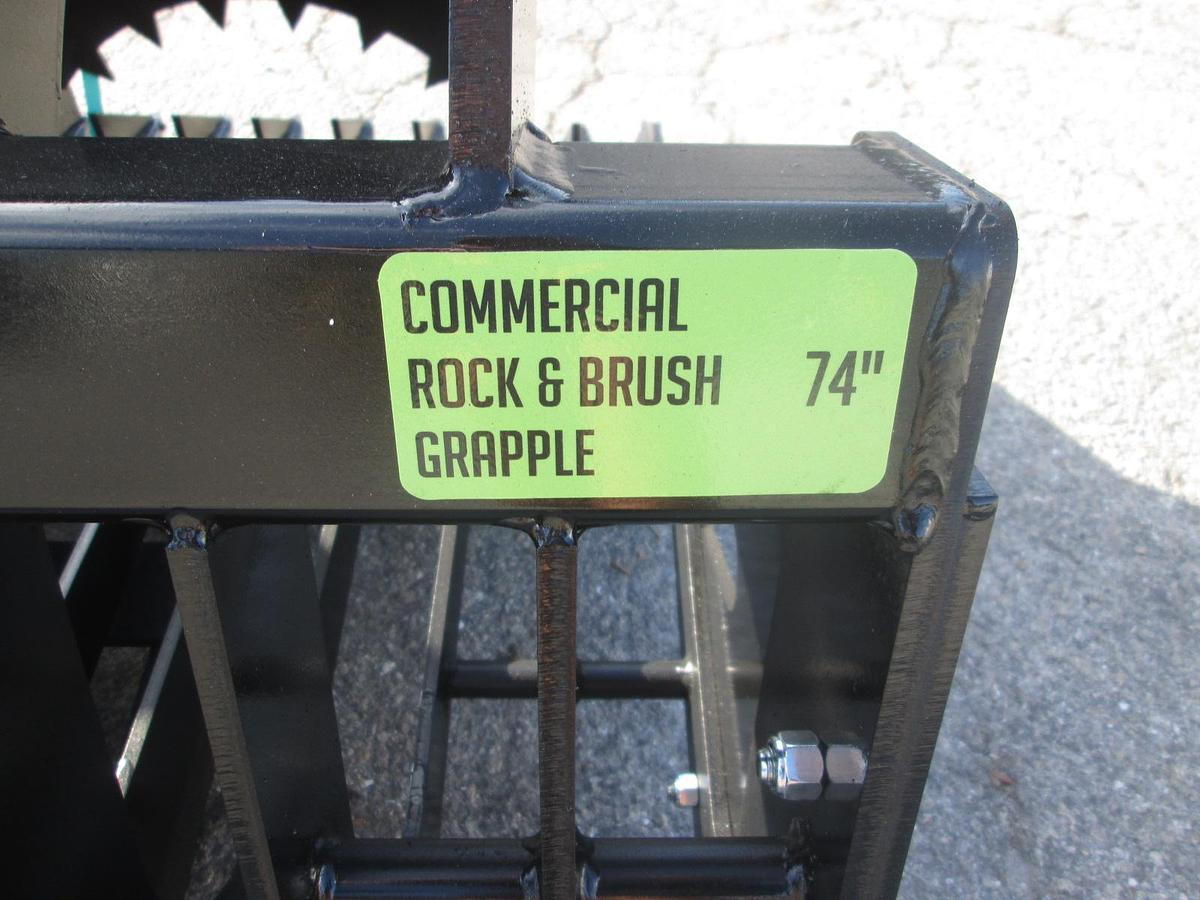 COMMERCIAL
ROCK & BRUSH 74"
GRAPPLE